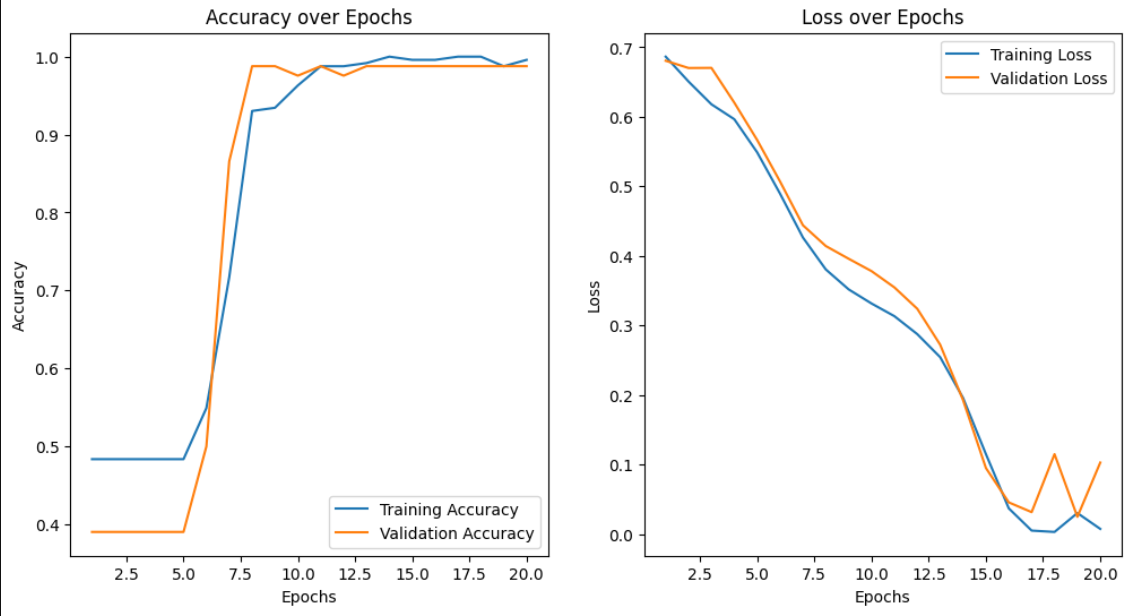 Accuracy over Epochs
1.0
0.9
0.8
0.7
0.6
0.5
0.4
Accuracy
Training Accuracy
Validation Accuracy
2.5 5.0 7.5 10.0 12.5 15.0 17.5 20.0
Epochs
Loss over Epochs
0.7
0.6
0.5
0.4
0.3
0.2
0.1
0.0
Loss
Training Loss
Validation Loss
2.5 5.0 7.5 10.0 12.5 15.0 17.5 20.0
Epochs